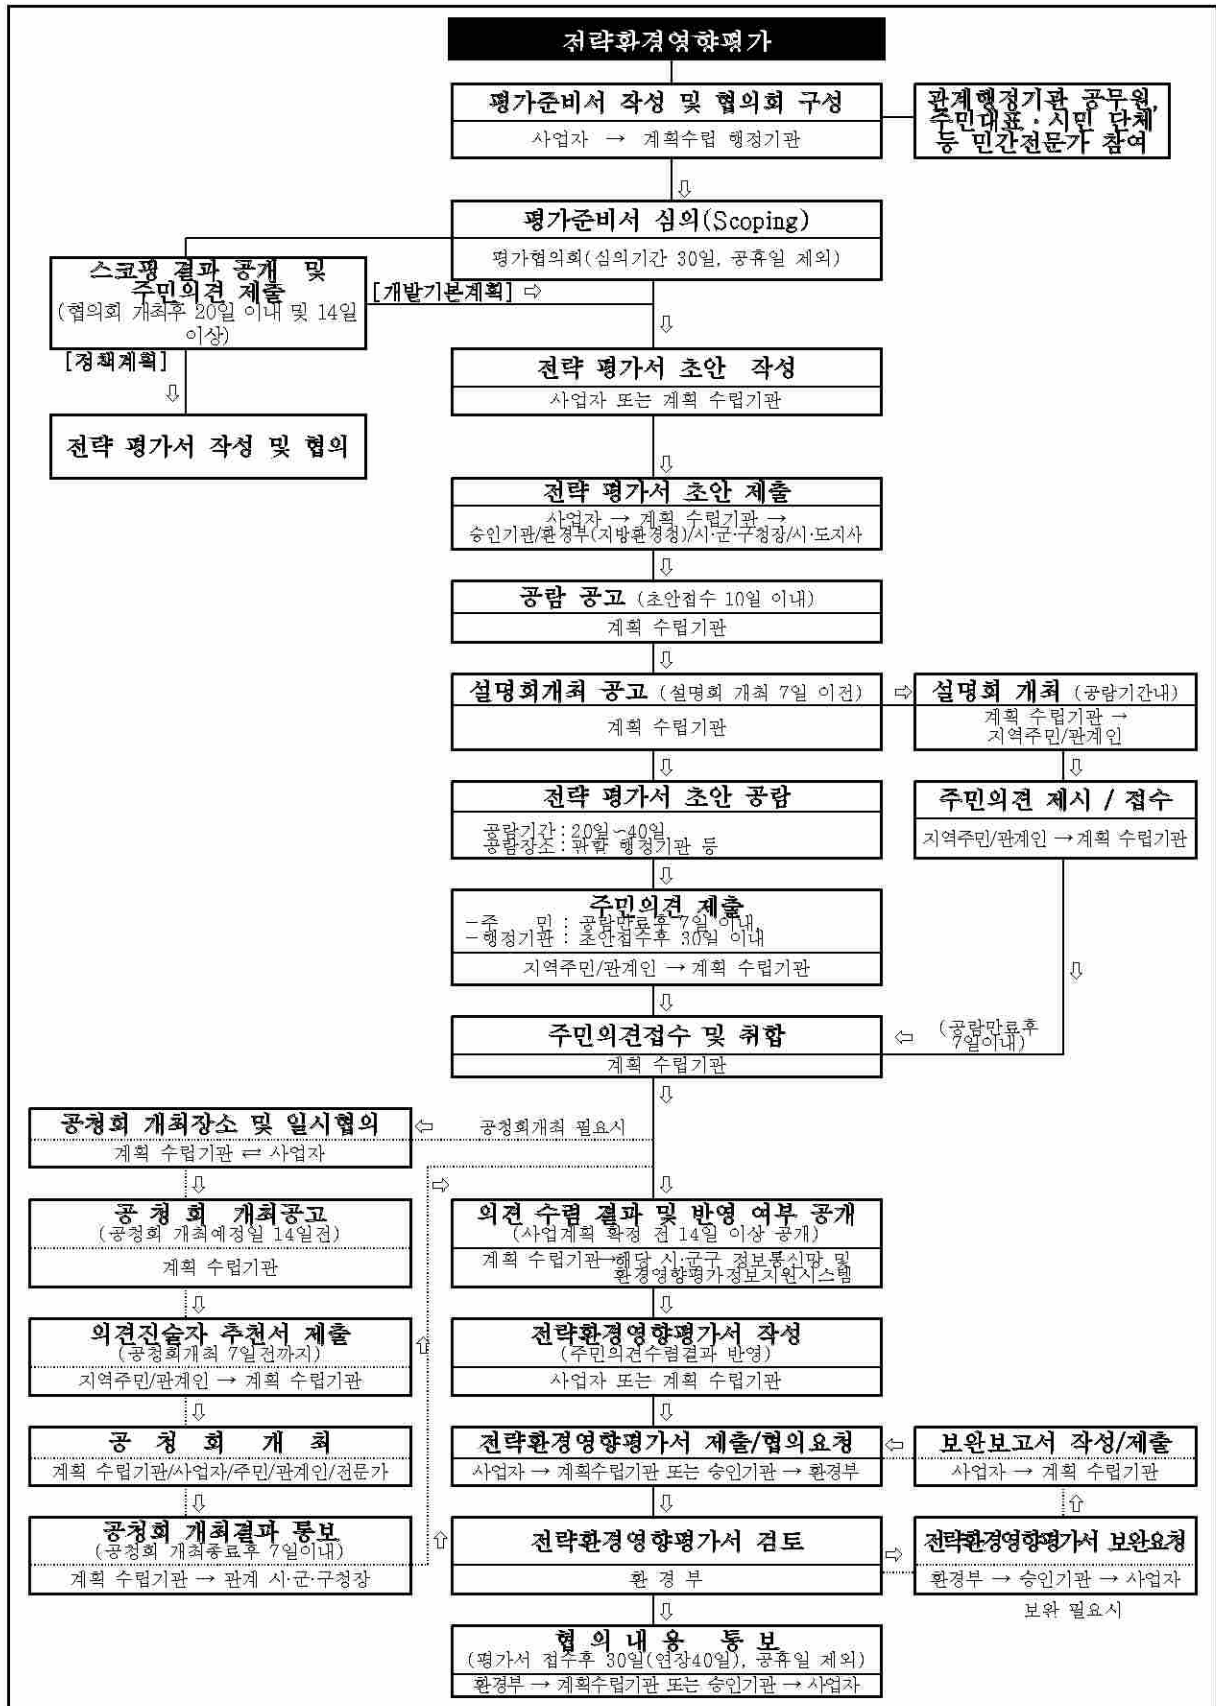 전략환경영향평가
평가준비서 작성 및 협의회 구성
사업자 → 계획수립 행정기관
관계행정기관 공무원,
주민대표·시민 단체
등 민간전문가 참여
⇩
평가준비서 심의(Scoping)
평가협의회(심의기간 30일, 공휴일 제외)
스코핑 결과 공개 및
주민의견 제출
(협의회 개최후 20일 이내 및 14일
이상)
[개발기본계획] ⇨
⇩
[정책계획]
⇩
전략 평가서 작성 및 협의
전략 평가서 초안 작성
사업자 또는 계획 수립기관
⇩
전략 평가서 초안 제출
사업자 → 계획 수립기관 →
승인기관/환경부(지방환경청)/시·군·구청장/시·도지사
⇩
공람 공고 (초안접수 10일 이내)
계획 수립기관
⇩
설명회개최 공고 (설명회 개최 7일 이전)
계획 수립기관
⇨
설명회 개최 (공람기간내)
계획 수립기관 →
지역주민/관계인
⇩
⇩
전략 평가서 초안 공람
공람기간 : 20일~40일
공람장소 : 관할 행정기관 등
주민의견 제시 / 접수
지역주민/관계인 → 계획 수립기관
⇩
주민의견 제출
-주 민 : 공람만료후 7일 이내,
-행정기관 : 초안접수후 30일 이내
지역주민/관계인 → 계획 수립기관
⇩
⇩
주민의견접수 및 취합
계획 수립기관
⇦ (공람만료후
7일이내)
⇩
공청회 개최장소 및 일시협의
계획 수립기관 ⇌ 사업자
⇦ 공청회개최 필요시
⇩
공 청 회 개최공고
(공청회 개최예정일 14일전)
계획 수립기관
⇩
의견진술자 추천서 제출
(공청회개최 7일전까지)
지역주민/관계인 → 계획 수립기관
⇩
공 청 회 개 최
계획 수립기관/사업자/주민/관계인/전문가
⇩
공청회 개최결과 통보
(공청회 개최종료후 7일이내)
계획 수립기관 → 관계 시·군·구청장
⇧
⇧
⇨
⇩
의견 수렴 결과 및 반영 여부 공개
(사업계획 확정 전 14일 이상 공개)
계획 수립기관→해당 시·군구 정보통신망 및
환경영향평가정보지원시스템
⇩
전략환경영향평가서 작성
(주민의견수렴결과 반영)
사업자 또는 계획 수립기관
⇩
전략환경영향평가서 제출/협의요청
사업자 → 계획수립기관 또는 승인기관 → 환경부
⇦
보완보고서 작성/제출
사업자 → 계획 수립기관
⇩
⇧
전략환경영향평가서 검토
환 경 부
⇨
전략환경영향평가서 보완요청
환경부 → 승인기관 → 사업자
보완 필요시
⇩
협 의 내 용 통 보
(평가서 접수후 30일(연장40일), 공휴일 제외)
환경부 → 계획수립기관 또는 승인기관 → 사업자